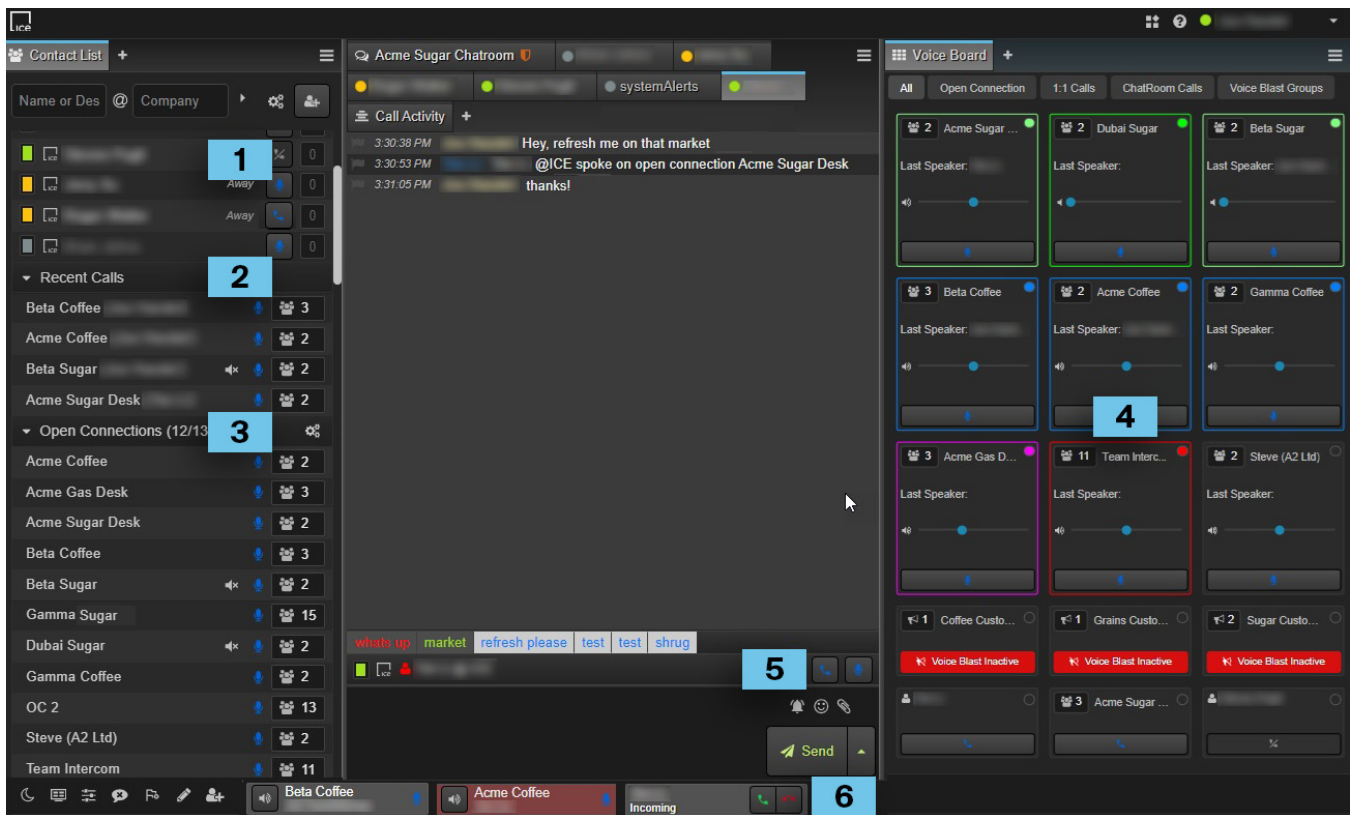 ice
Contact List +
Name or Des @ Company
ice
1
0
ice
Away
0
ice
Away
0
ice
0
Recent Calls
2
Beta Coffee
3
Acme Coffee
2
Beta Sugar
2
Acme Sugar Desk
2
Open Connections (12/13
3
Acme Coffee
2
Acme Gas Desk
3
Acme Sugar Desk
2
Beta Coffee
3
Beta Sugar
2
Gamma Sugar
15
Dubai Sugar
2
Gamma Coffee
2
OC 2
13
Steve (A2 Ltd)
2
Team Intercom
11
Acme Sugar Chatroom
systemAlerts
Call Activity +
3:30:38 PM Hey, refresh me on that market
3:30:53 PM @ICE spoke on open connection Acme Sugar Desk
3:31:05 PM thanks!
whats up market refresh please test test shrug
ice
5
Send
Beta Coffee
Acme Coffee
Incoming
6
Voice Board +
All Open Connection 1:1 Calls ChatRoom Calls Voice Blast Groups
2 Acme Sugar ... 2 Dubai Sugar 2 Beta Sugar
Last Speaker: Last Speaker: Last Speaker:
3 Beta Coffee 2 Acme Coffee 2 Gamma Coffee
Last Speaker: Last Speaker: Last Speaker:
4
3 Acme Gas D... 11 Team Interc... 2 Steve (A2 Ltd)
Last Speaker: Last Speaker: Last Speaker:
1 Coffee Custo... 1 Grains Custo... 2 Sugar Custo...
Voice Blast Inactive Voice Blast Inactive Voice Blast Inactive
3 Acme Sugar ...